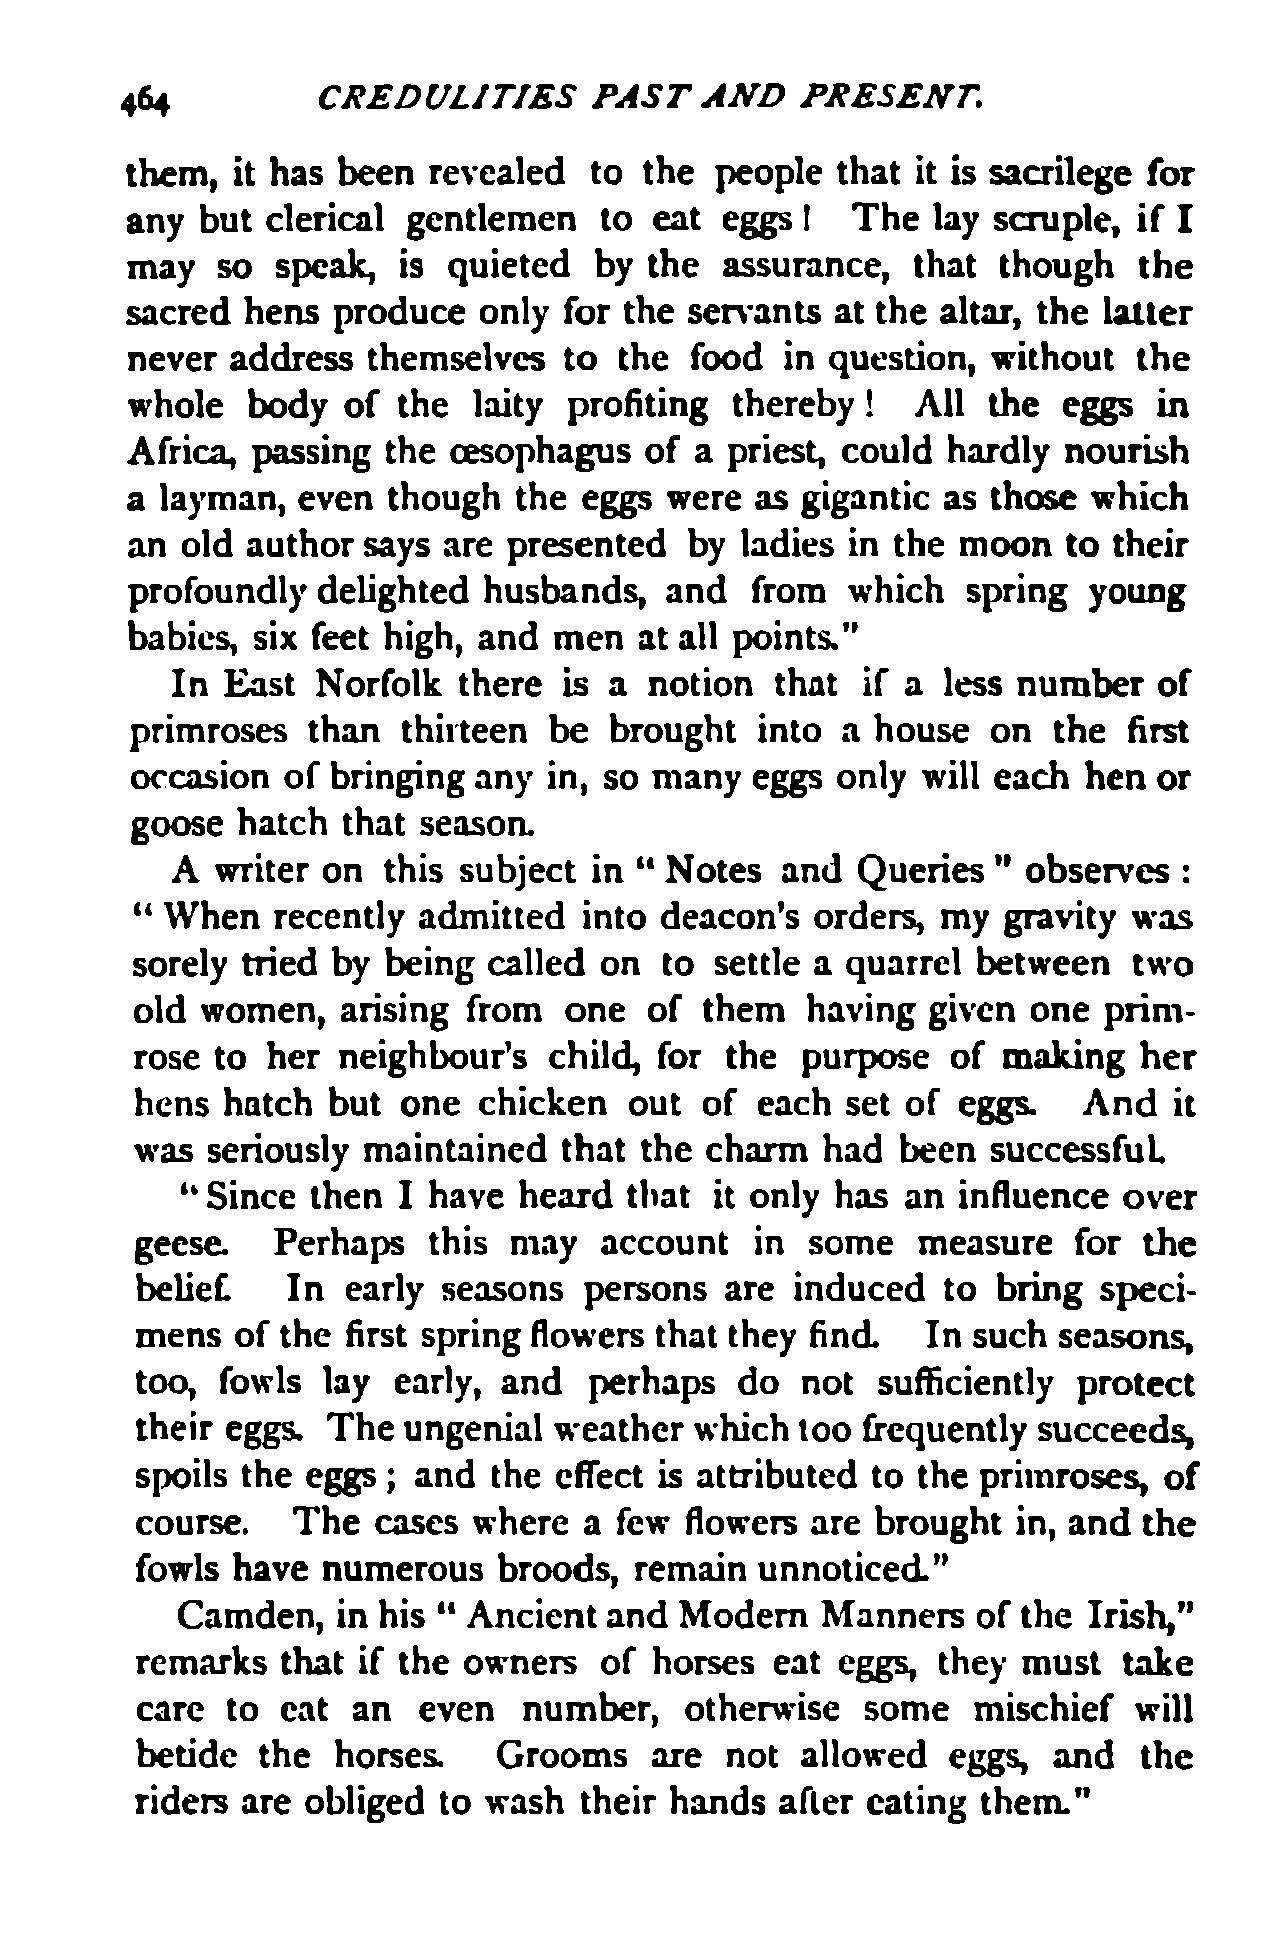 464 CREDULITIES PAST AND PRESENT.
them, it has been revealed to the people that it is sacrilege for
any but clerical gentlemen to eat eggs! The lay scruple, if I
may so speak, is quieted by the assurance, that though the
sacred hens produce only for the servants at the altar, the latter
never address themselves to the food in question, without the
whole body of the laity profiting thereby! All the eggs in
Africa, passing the œsophagus of a priest, could hardly nourish
a layman, even though the eggs were as gigantic as those which
an old author says are presented by ladies in the moon to their
profoundly delighted husbands, and from which spring young
babies, six feet high, and men at all points."
In East Norfolk there is a notion that if a less number of
primroses than thirteen be brought into a house on the first
occasion of bringing any in, so many eggs only will each hen or
goose hatch that season.
A writer on this subject in "Notes and Queries" observes:
"When recently admitted into deacon's orders, my gravity was
sorely tried by being called on to settle a quarrel between two
old women, arising from one of them having given one prim-
rose to her neighbour's child, for the purpose of making her
hens hatch but one chicken out of each set of eggs. And it
was seriously maintained that the charm had been successful.
"Since then I have heard that it only has an influence over
geese. Perhaps this may account in some measure for the
belief. In early seasons persons are induced to bring speci-
mens of the first spring flowers that they find. In such seasons,
too, fowls lay early, and perhaps do not sufficiently protect
their eggs. The ungenial weather which too frequently succeeds,
spoils the eggs; and the effect is attributed to the primroses, of
course. The cases where a few flowers are brought in, and the
fowls have numerous broods, remain unnoticed."
Camden, in his "Ancient and Modern Manners of the Irish,"
remarks that if the owners of horses eat eggs, they must take
care to eat an even number, otherwise some mischief will
betide the horses. Grooms are not allowed eggs, and the
riders are obliged to wash their hands after eating them."